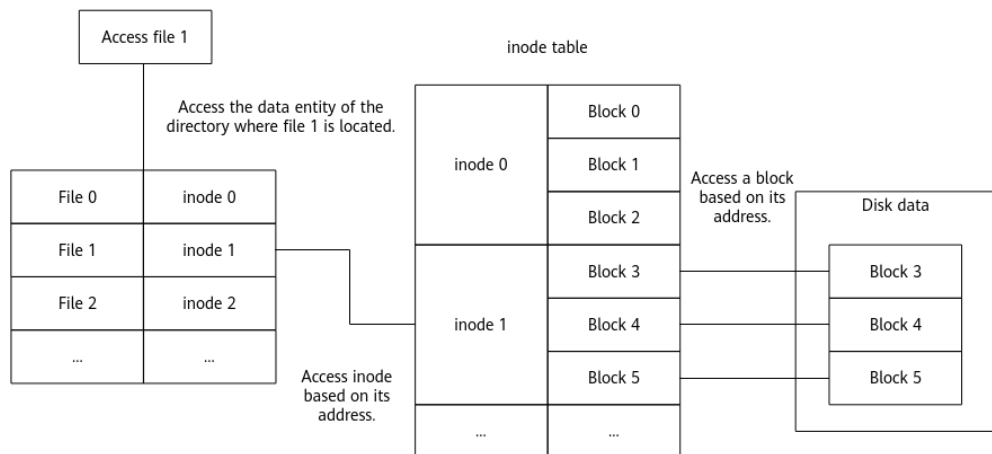 Access file 1
inode table
Access the data entity of the
directory where file 1 is located.
File 0
inode 0
File 1
inode 1
File 2
inode 2
...
...
Access inode
based on its
address.
inode 0
Block 0
Block 1
Block 2
inode 1
Block 3
Block 4
Block 5
...
...
Access a block
based on its
address.
Disk data
Block 3
Block 4
Block 5